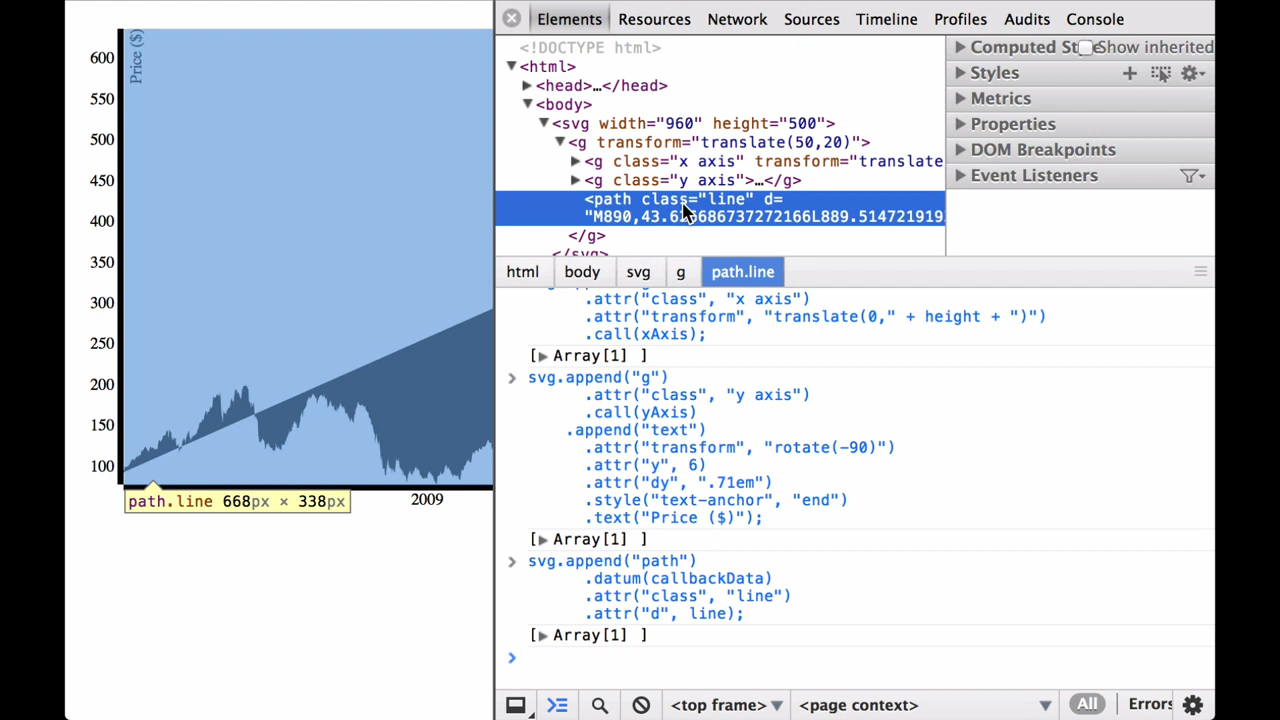 Elements Resources Network Sources Timeline Profiles Audits Console
<!DOCTYPE html>
▼<html>
▶<head>…</head>
▼<body>
▼<svg width="960" height="500">
▼<g transform="translate(50,20)">
▶<g class="x axis" transform="translate
▶<g class="y axis">…</g>
<path class="line" d=
</g>
html body svg g path.line
▶ Computed Show inherited
▶ Styles
▶ Metrics
▶ Properties
▶ DOM Breakpoints
▶ Event Listeners
.attr("class", "x axis")
.attr("transform", "translate(0," + height + ")")
.call(xAxis);
[▶ Array[1] ]
svg.append("g")
.attr("class", "y axis")
.call(yAxis)
.append("text")
.attr("transform", "rotate(-90)")
.attr("y", 6)
.attr("dy", ".71em")
.style("text-anchor", "end")
.text("Price ($)");
[▶ Array[1] ]
svg.append("path")
.datum(callbackData)
.attr("class", "line")
.attr("d", line);
[▶ Array[1] ]
<top frame> ▼ <page context> ▼ All Errors
Price ($)
600
550
500
450
400
350
300
250
200
150
100
2009
path.line 668px × 338px